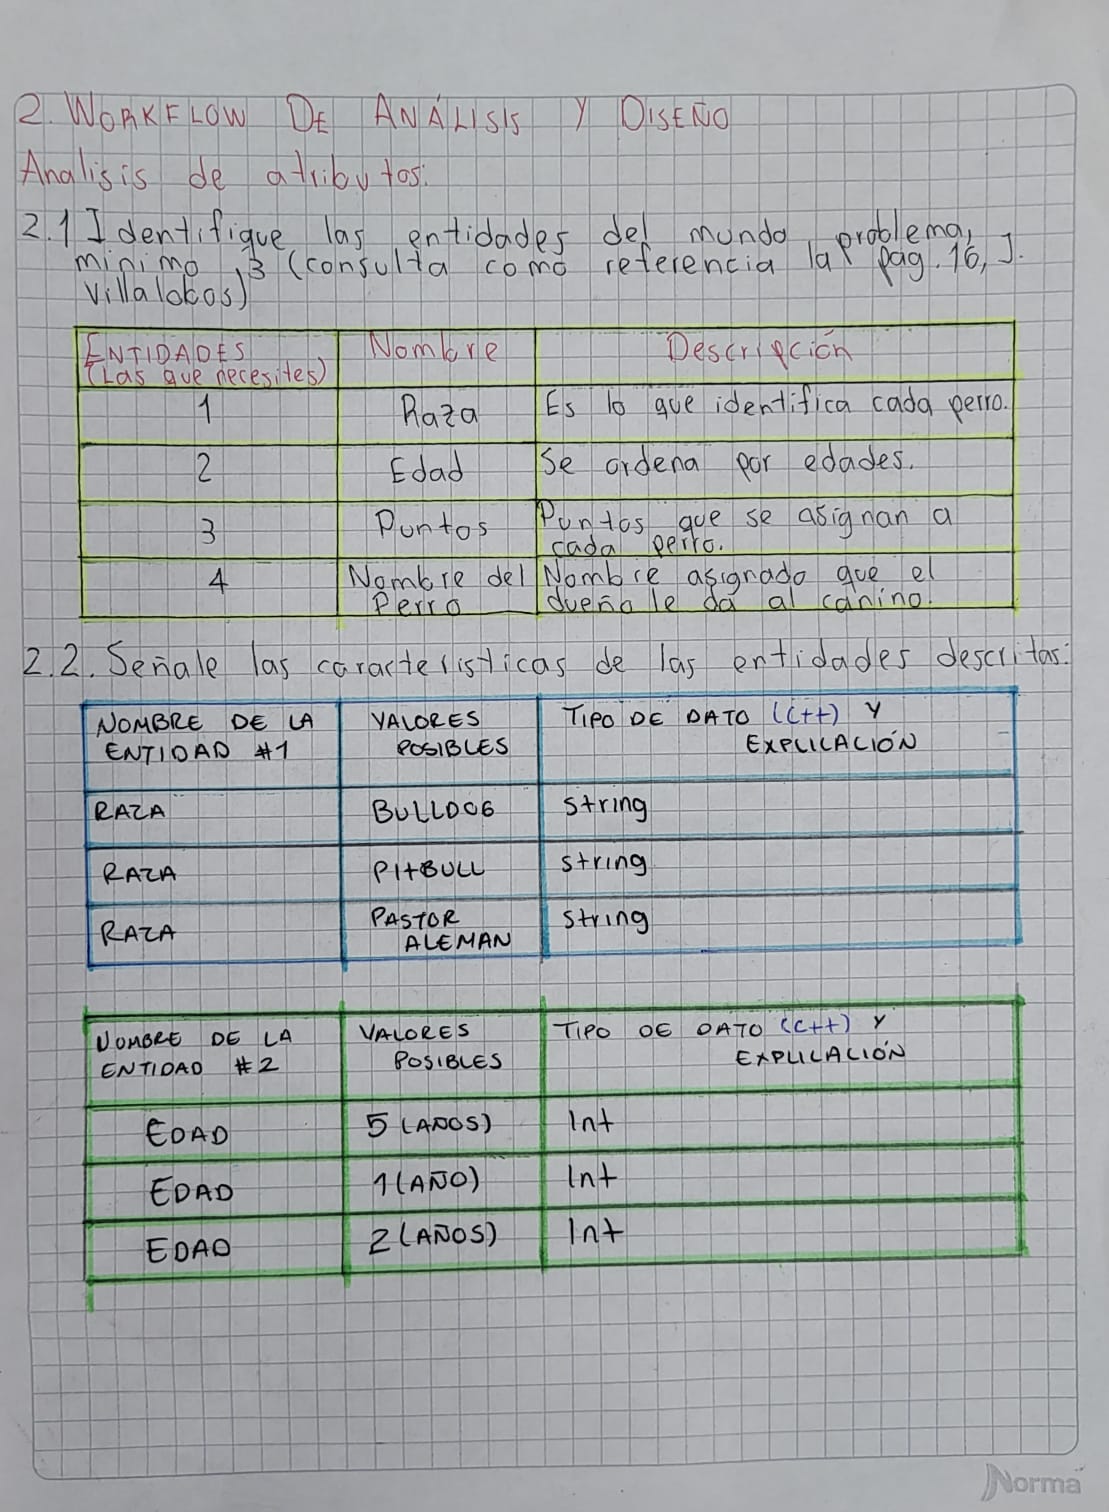 2. WORKFLOW DE ANÁLISIS Y DISEÑO
Analisis de atributos:
2.1 Identifique las entidades del mundo problema,
minimo 3 (consulta como referencia la pag. 16, J.
Villalobos)
ENTIDADES
(Las que necesites)
Nombre
Descripción
1
Raza
Es lo que identifica cada perro.
2
Edad
Se ordena por edades.
3
Puntos
Puntos que se asignan a
cada perro.
4
Nombre del
Perro
Nombre asignado que el
dueño le da al canino.
2.2. Señale las caracteristicas de las entidades descritas:
NOMBRE DE LA
ENTIDAD #1
VALORES
POSIBLES
TIPO DE DATO (C++) Y
EXPLICACIÓN
RAZA
BULLDOG
string
RAZA
PITBULL
string
RAZA
PASTOR
ALEMAN
string
NOMBRE DE LA
ENTIDAD #2
VALORES
POSIBLES
TIPO DE DATO (C++) Y
EXPLICACIÓN
EDAD
5 (AÑOS)
Int
EDAD
1 (AÑO)
Int
EDAD
2 (AÑOS)
Int
Norma